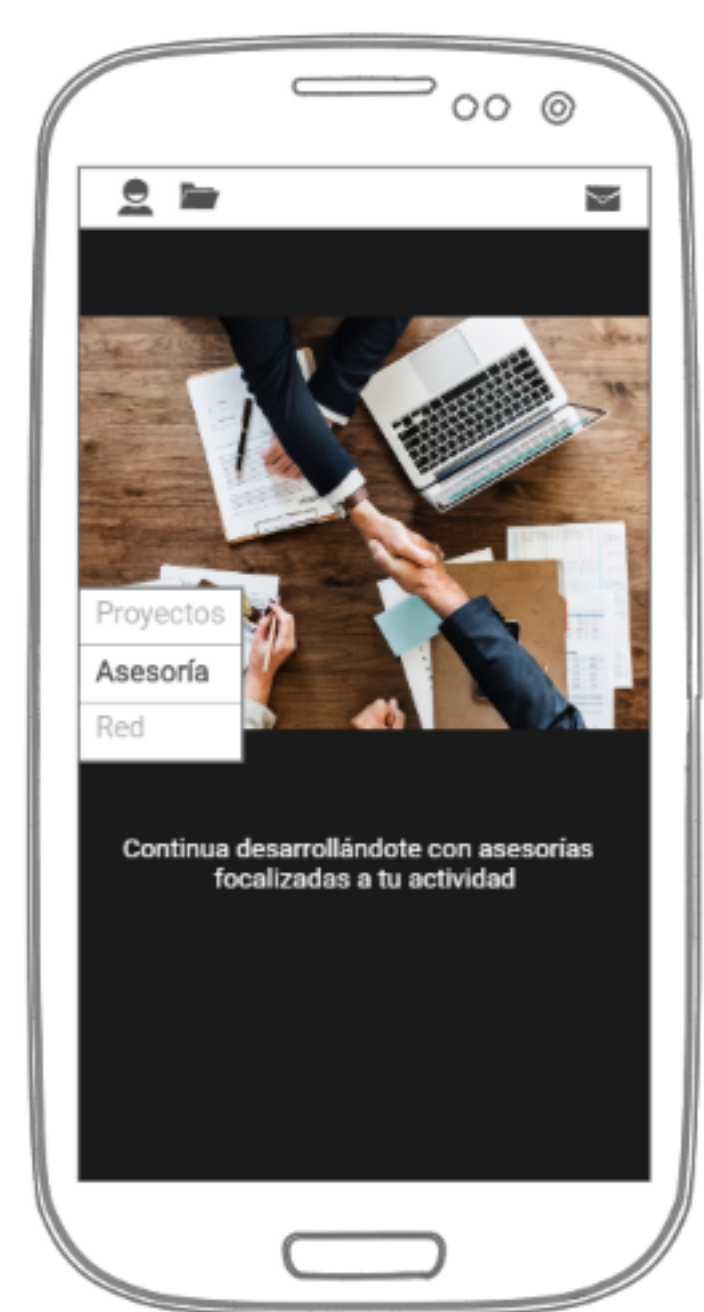 Proyectos
Asesoría
Red
Continua desarrollándote con asesorías
focalizadas a tu actividad